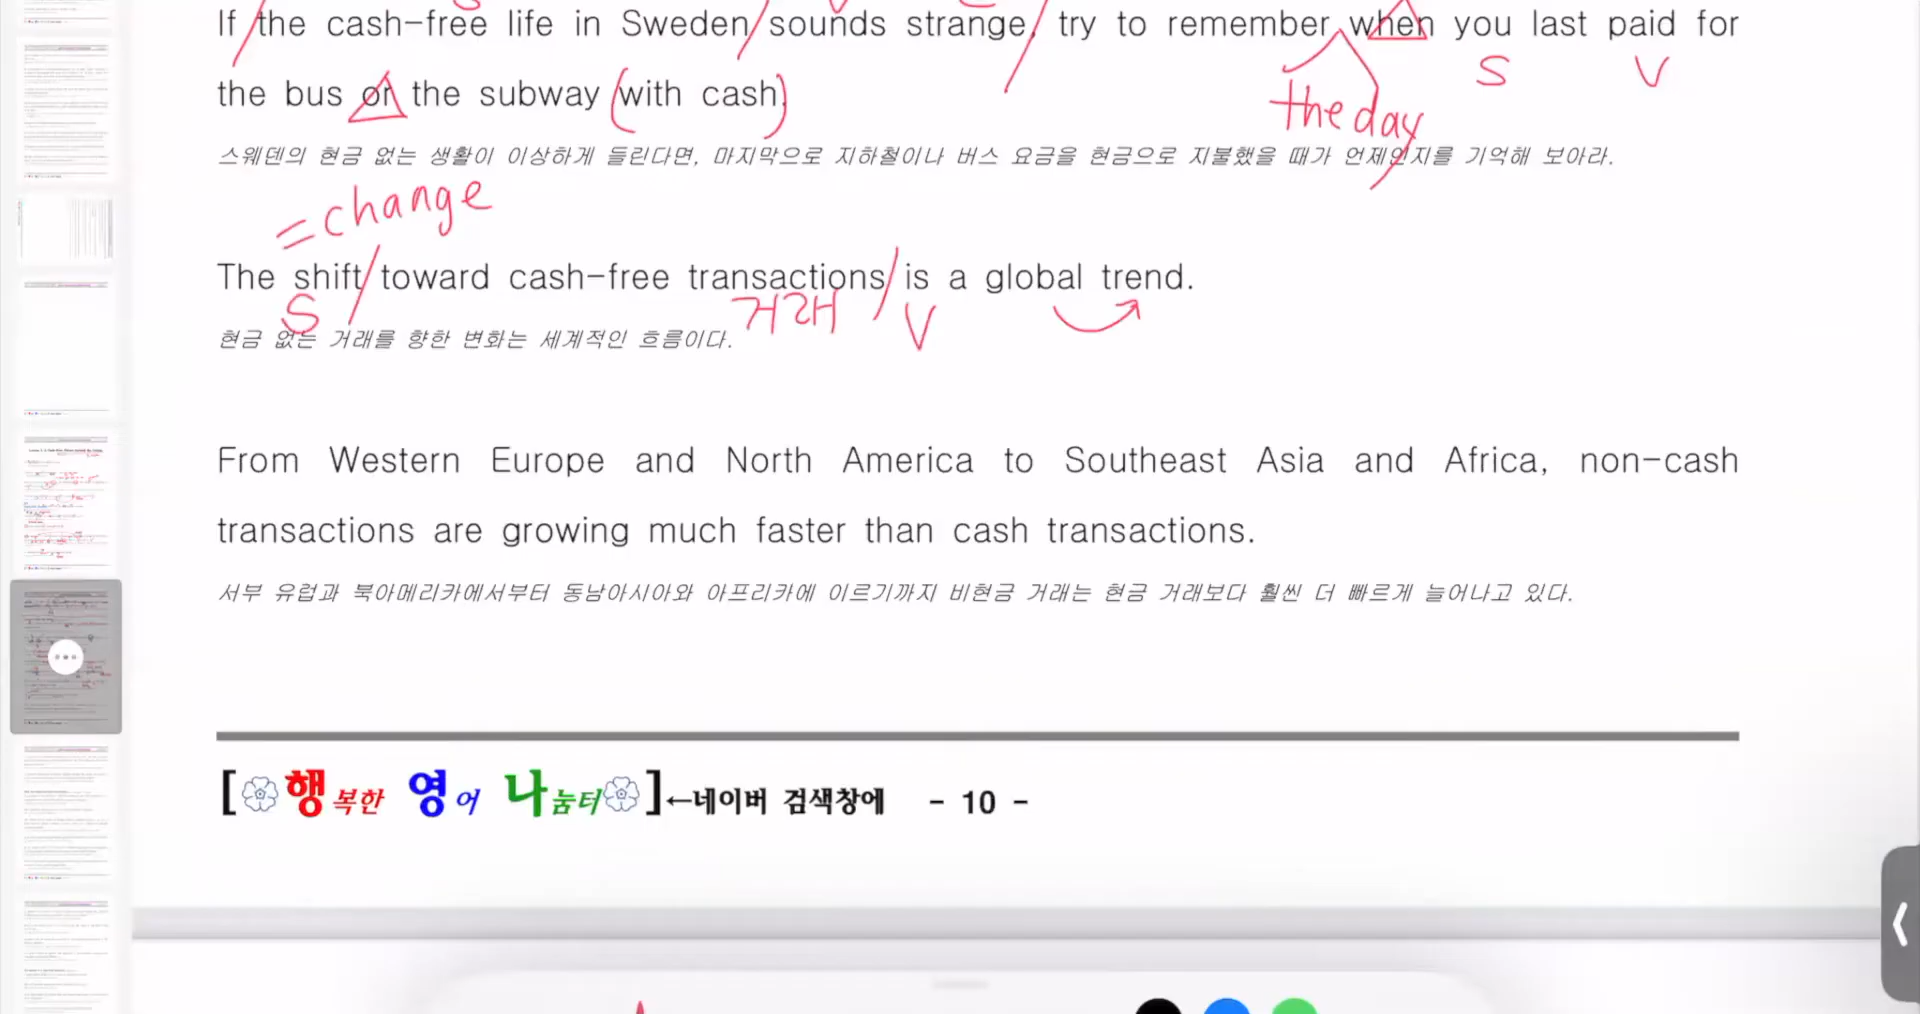 If the cash-free life in Sweden sounds strange, try to remember when you last paid for
S V
the bus or the subway (with cash)
the day
스웨덴의 현금 없는 생활이 이상하게 들린다면, 마지막으로 지하철이나 버스 요금을 현금으로 지불했을 때가 언제인지를 기억해 보아라.
=change
The shift toward cash-free transactions is a global trend.
S 거래 V
현금 없는 거래를 향한 변화는 세계적인 흐름이다.
From Western Europe and North America to Southeast Asia and Africa, non-cash
transactions are growing much faster than cash transactions.
서부 유럽과 북아메리카에서부터 동남아시아와 아프리카에 이르기까지 비현금 거래는 현금 거래보다 훨씬 더 빠르게 늘어나고 있다.
[행복한 영어 나눔터]←네이버 검색창에 - 10 -